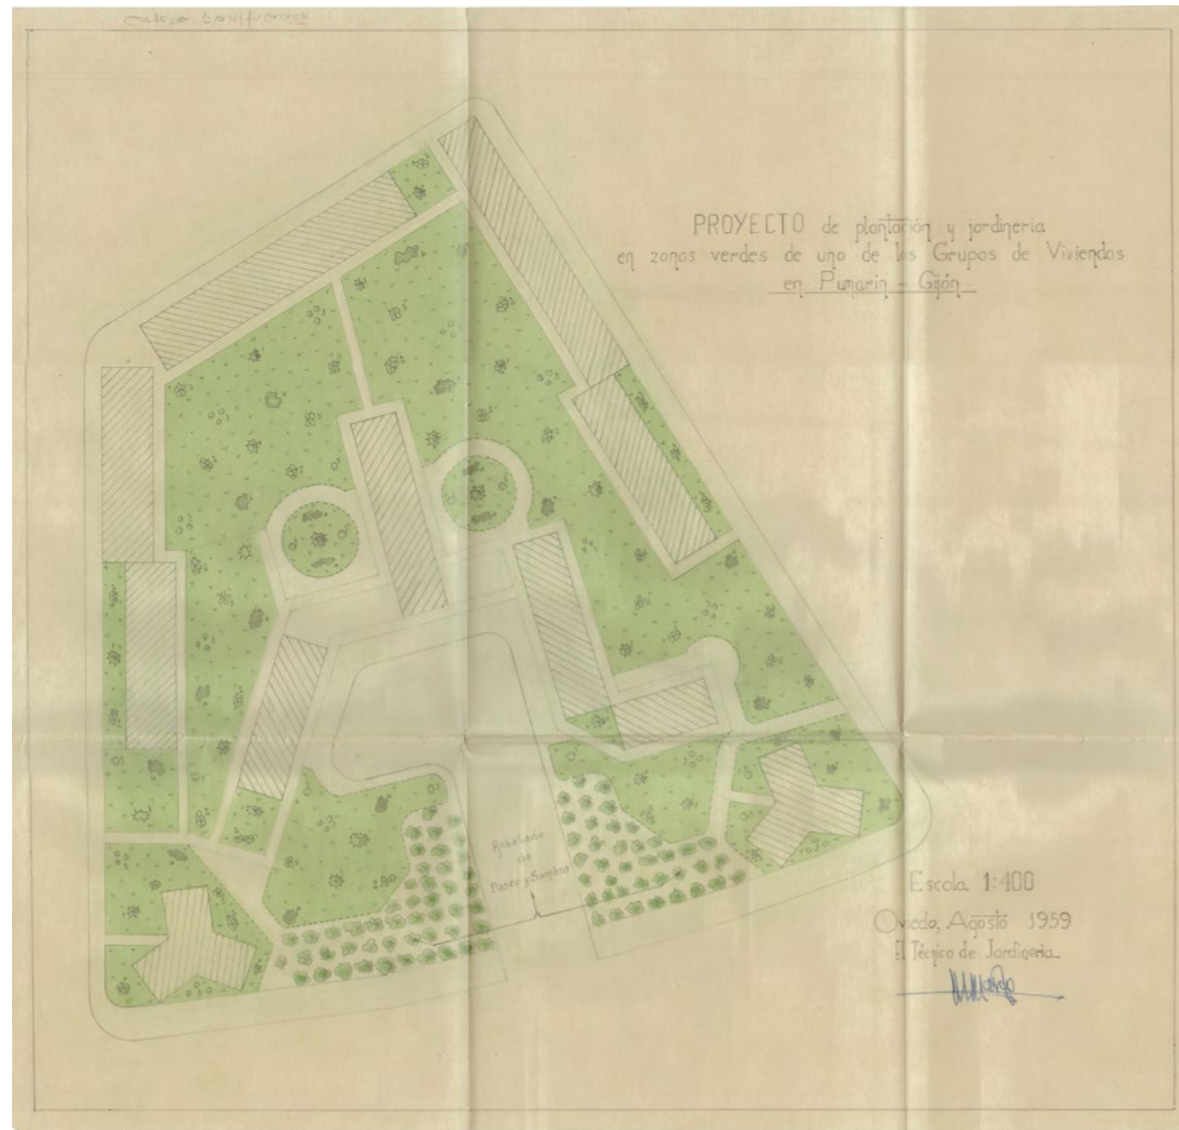 PROYECTO de plantación y jardinería
en zonas verdes de uno de los Grupos de Viviendas
en Pumarin - Gijón -
Arbolado
de
Paseo y Sombra
Escala 1:400
Oviedo, Agosto 1959
El Técnico de Jardineria.